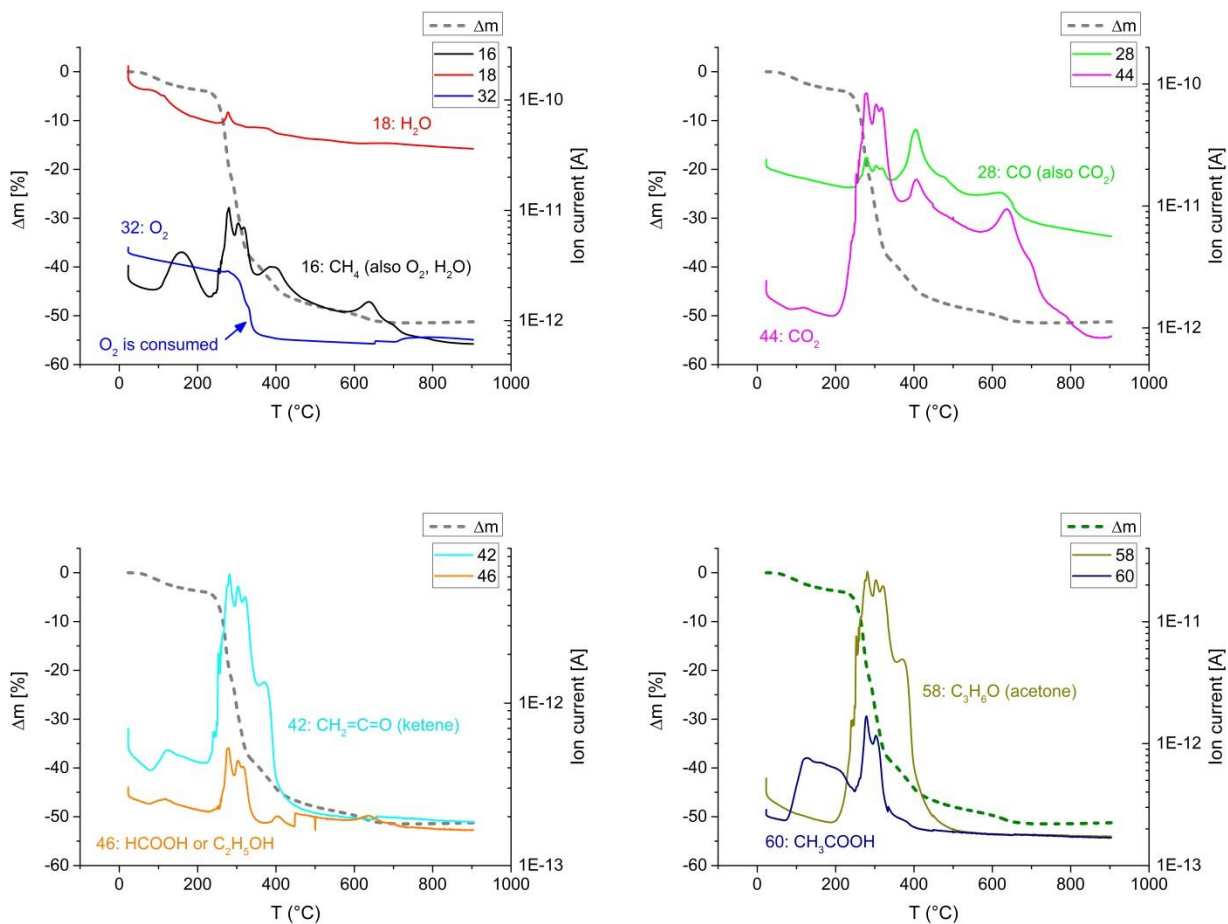 Δm
16
18
32
0
-10
-20
-30
-40
-50
-60
Δm [%]
1E-10
1E-11
1E-12
Ion current [A]
18: H₂O
32: O₂
16: CH₄ (also O₂, H₂O)
O₂ is consumed
0 200 400 600 800 1000
T (°C)
Δm
28
44
0
-10
-20
-30
-40
-50
-60
Δm [%]
1E-10
1E-11
1E-12
Ion current [A]
28: CO (also CO₂)
44: CO₂
0 200 400 600 800 1000
T (°C)
Δm
42
46
0
-10
-20
-30
-40
-50
-60
Δm [%]
1E-12
1E-13
Ion current [A]
42: CH₂=C=O (ketene)
46: HCOOH or C₂H₅OH
0 200 400 600 800 1000
T (°C)
Δm
58
60
0
-10
-20
-30
-40
-50
-60
Δm [%]
1E-11
1E-12
1E-13
Ion current [A]
58: C₃H₆O (acetone)
60: CH₃COOH
0 200 400 600 800 1000
T (°C)